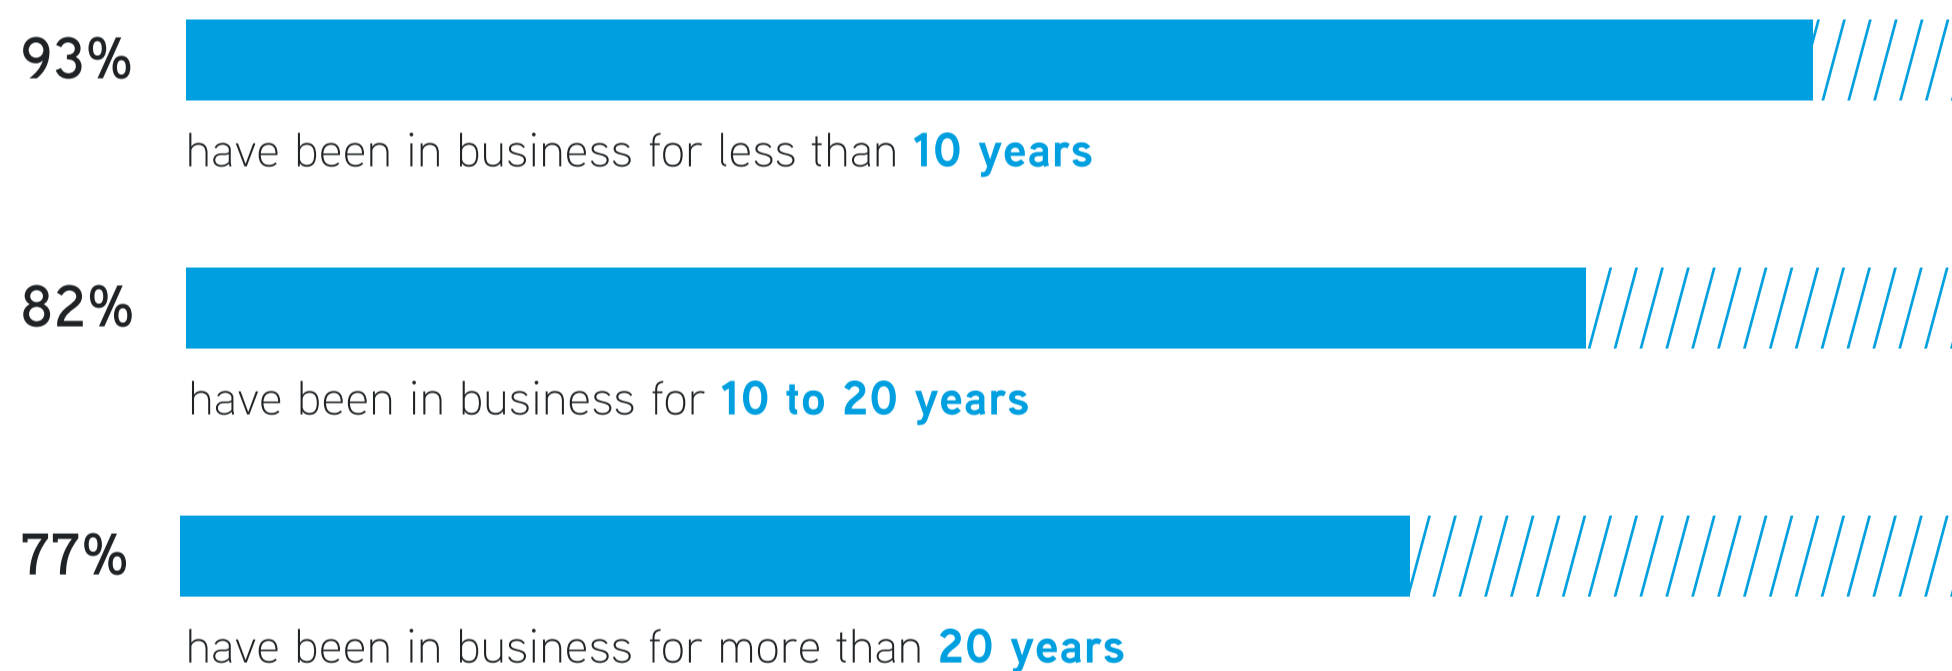 93%
have been in business for less than 10 years
82%
have been in business for 10 to 20 years
77%
have been in business for more than 20 years